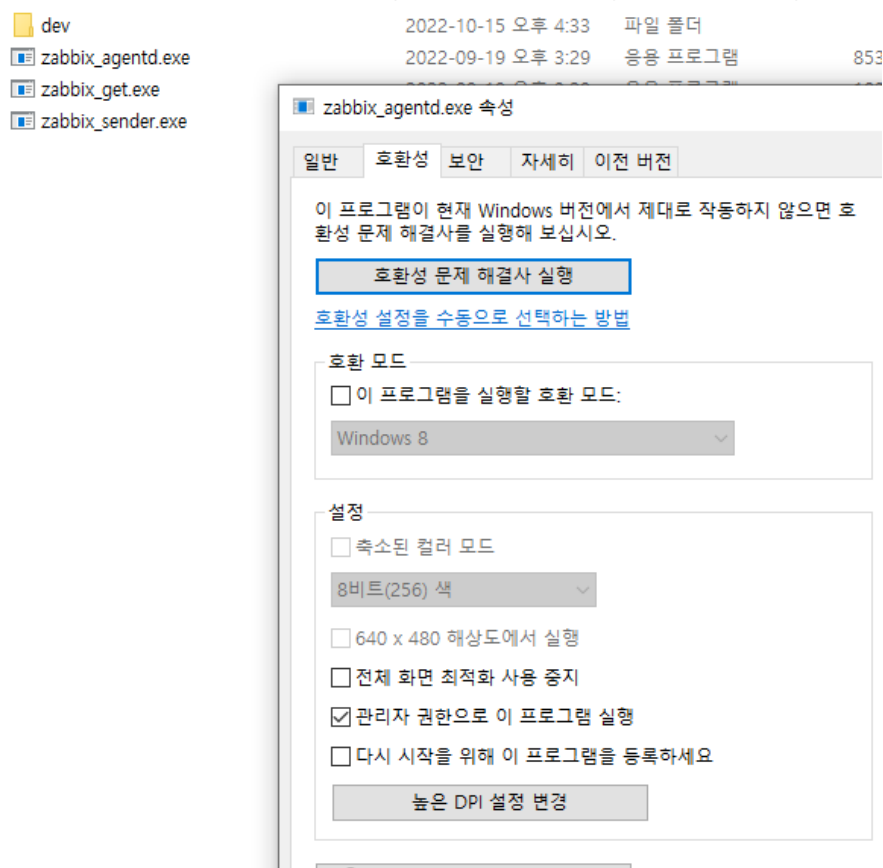 dev 2022-10-15 오후 4:33 파일 폴더
zabbix_agentd.exe 2022-09-19 오후 3:29 응용 프로그램 853
zabbix_get.exe
zabbix_sender.exe
zabbix_agentd.exe 속성
일반 호환성 보안 자세히 이전 버전
이 프로그램이 현재 Windows 버전에서 제대로 작동하지 않으면 호
환성 문제 해결사를 실행해 보십시오.
호환성 문제 해결사 실행
호환성 설정을 수동으로 선택하는 방법
호환 모드
이 프로그램을 실행할 호환 모드:
Windows 8
설정
축소된 컬러 모드
8비트(256) 색
640 x 480 해상도에서 실행
전체 화면 최적화 사용 중지
관리자 권한으로 이 프로그램 실행
다시 시작을 위해 이 프로그램을 등록하세요
높은 DPI 설정 변경